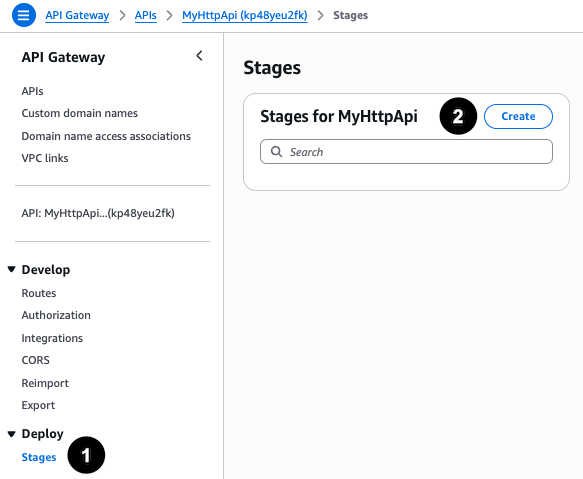 API Gateway > APIs > MyHttpApi (kp48yeu2fk) > Stages
API Gateway
APIs
Custom domain names
Domain name access associations
VPC links
API: MyHttpApi...(kp48yeu2fk)
Develop
Routes
Authorization
Integrations
CORS
Reimport
Export
Deploy
Stages 1
Stages
Stages for MyHttpApi 2 Create
Search